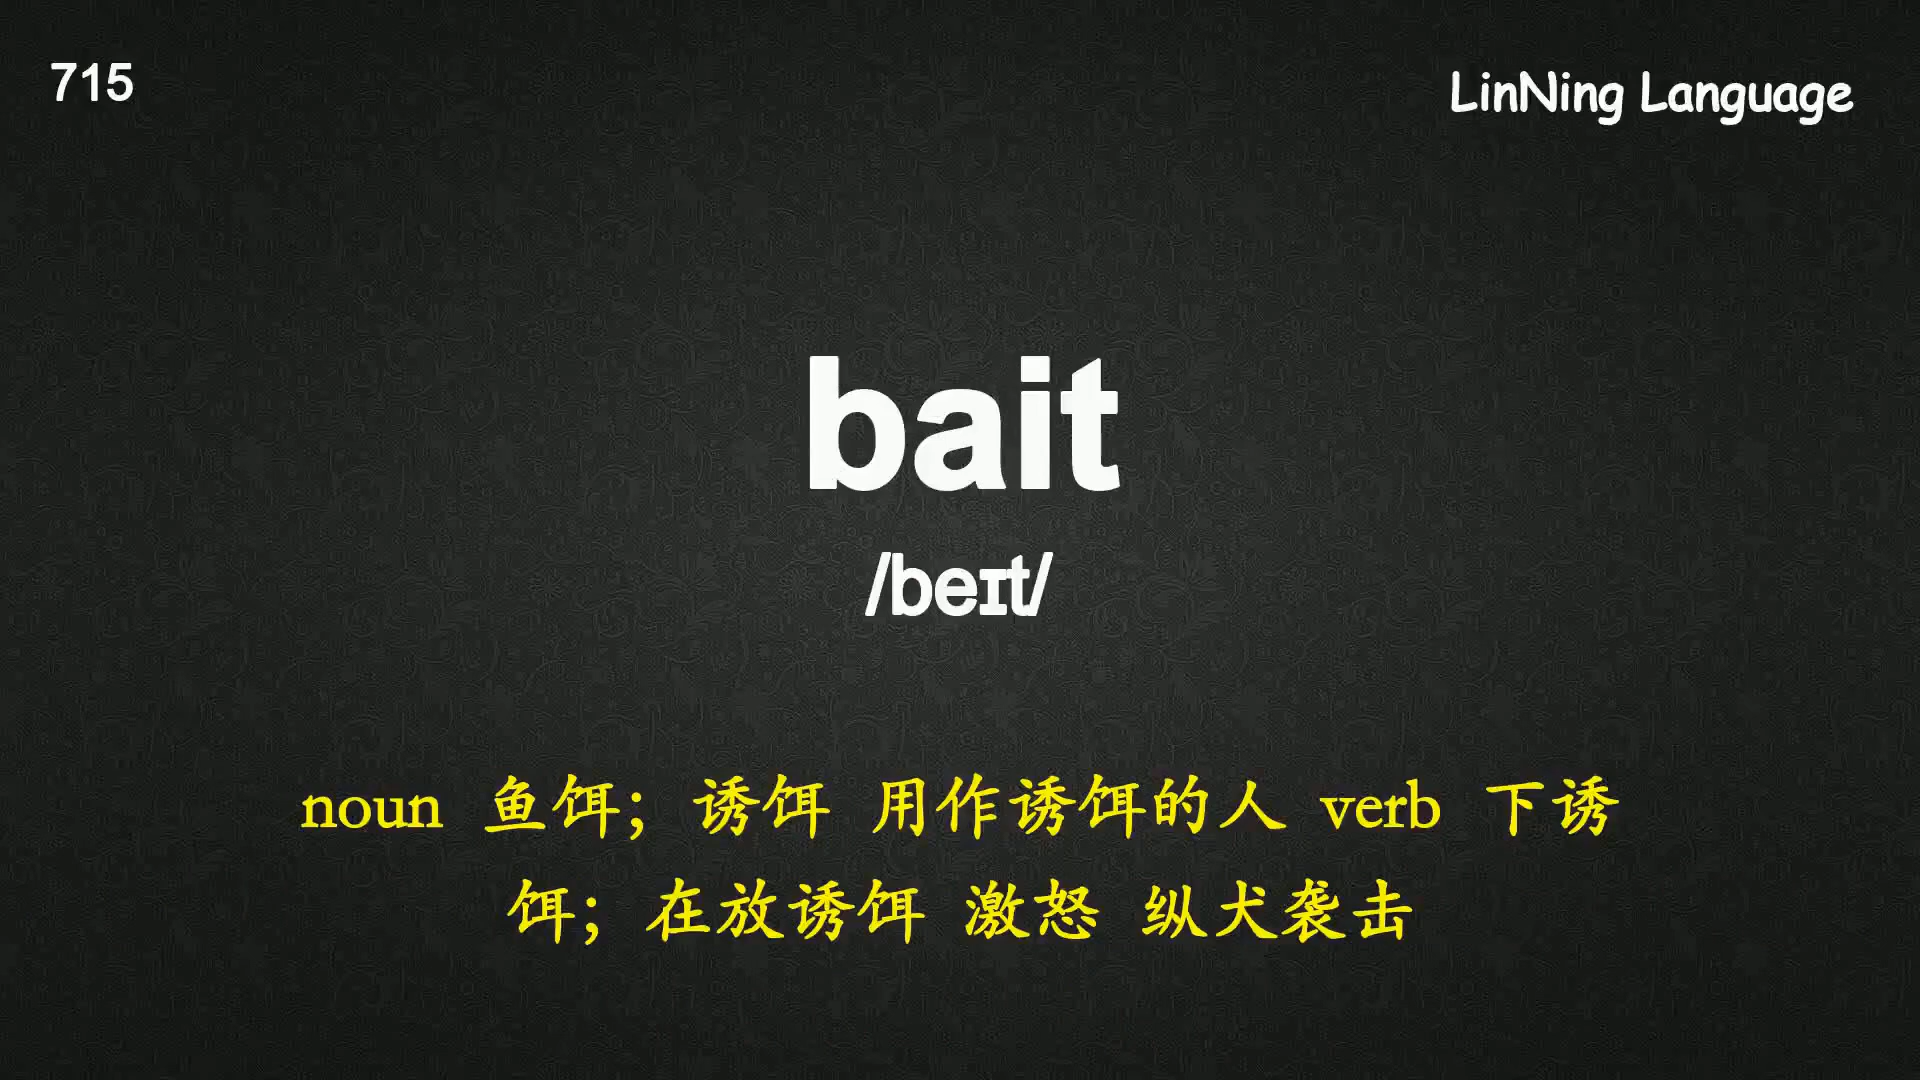 715
LinNing Language
bait
/beɪt/
noun 鱼饵；诱饵 用作诱饵的人 verb 下诱
饵；在放诱饵 激怒 纵犬袭击